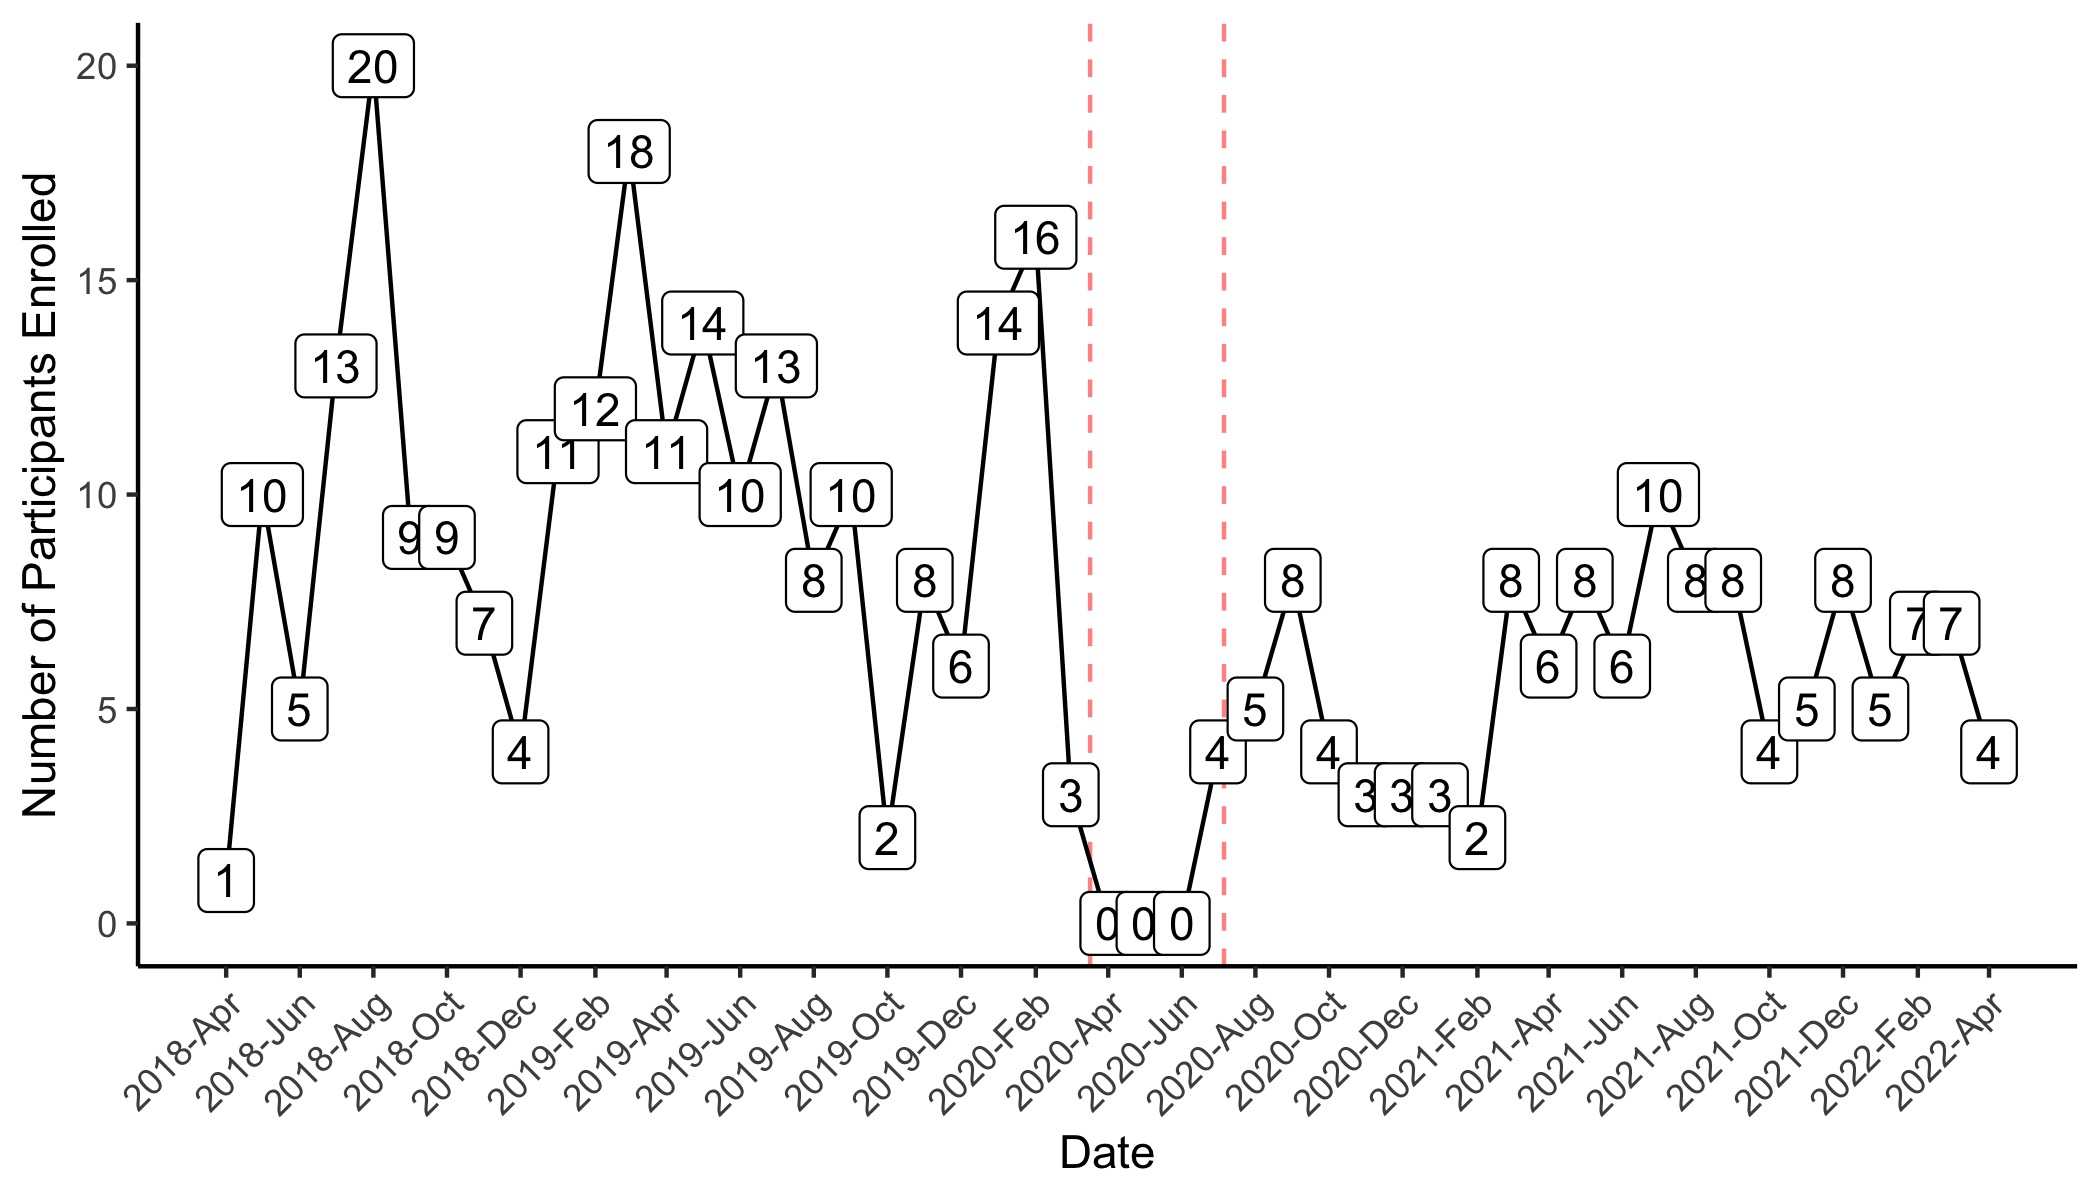 Number of Participants Enrolled
20
15
10
5
0
1
10
5
13
20
9
9
7
4
11
12
18
11
14
10
13
8
10
2
8
6
14
16
3
0
0
0
4
5
8
4
3
3
3
2
8
6
8
6
10
8
8
4
5
8
5
7
7
4
2018-Apr
2018-Jun
2018-Aug
2018-Oct
2018-Dec
2019-Feb
2019-Apr
2019-Jun
2019-Aug
2019-Oct
2019-Dec
2020-Feb
2020-Apr
2020-Jun
2020-Aug
2020-Oct
2020-Dec
2021-Feb
2021-Apr
2021-Jun
2021-Aug
2021-Oct
2021-Dec
2022-Feb
2022-Apr
Date